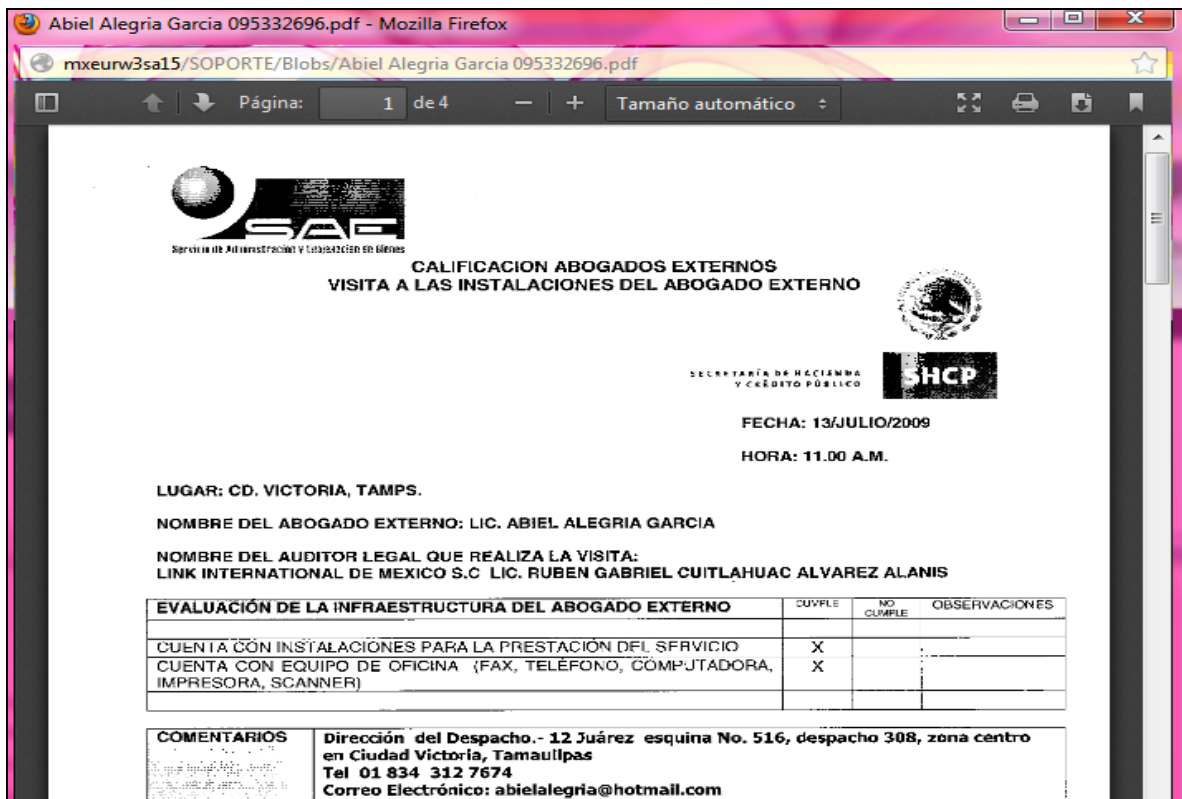 Abiel Alegria Garcia 095332696.pdf - Mozilla Firefox
mxeurw3sa15/SOPORTE/Blobs/Abiel Alegria Garcia 095332696.pdf
Página: 1 de 4 Tamaño automático
SAE
Servicio de Administración y Enajenación de Bienes
CALIFICACION ABOGADOS EXTERNOS
VISITA A LAS INSTALACIONES DEL ABOGADO EXTERNO
SECRETARÍA DE HACIENDA
Y CRÉDITO PÚBLICO
SHCP
FECHA: 13/JULIO/2009
HORA: 11.00 A.M.
LUGAR: CD. VICTORIA, TAMPS.
NOMBRE DEL ABOGADO EXTERNO: LIC. ABIEL ALEGRIA GARCIA
NOMBRE DEL AUDITOR LEGAL QUE REALIZA LA VISITA:
LINK INTERNATIONAL DE MEXICO S.C LIC. RUBEN GABRIEL CUITLAHUAC ALVAREZ ALANIS
EVALUACIÓN DE LA INFRAESTRUCTURA DEL ABOGADO EXTERNO CUMPLE NO CUMPLE OBSERVACIONES
CUENTA CON INSTALACIONES PARA LA PRESTACIÓN DEL SERVICIO X
CUENTA CON EQUIPO DE OFICINA (FAX, TELÉFONO, COMPUTADORA, X
IMPRESORA, SCANNER)
COMENTARIOS Dirección del Despacho.- 12 Juárez esquina No. 516, despacho 308, zona centro
en Ciudad Victoria, Tamaulipas
Tel 01 834 312 7674
Correo Electrónico: abielalegria@hotmail.com